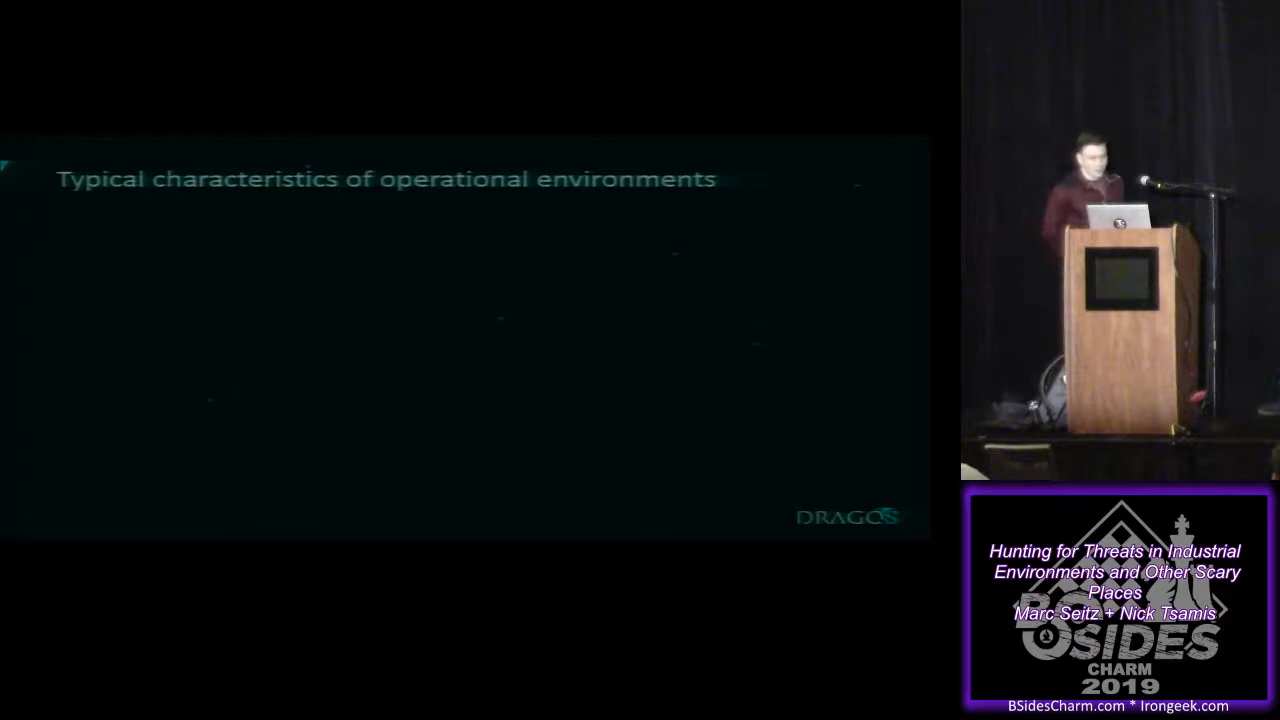 Typical characteristics of operational environments
DRAGOS
Hunting for Threats in Industrial
Environments and Other Scary
Places
Marc Seitz + Nick Tsamis
BSIDES
CHARM
2019
BSidesCharm.com * Irongeek.com